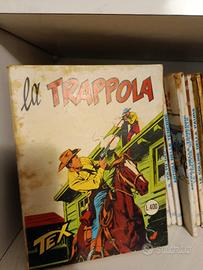 la TRAPPOLA
L.400
TEX
subito.it